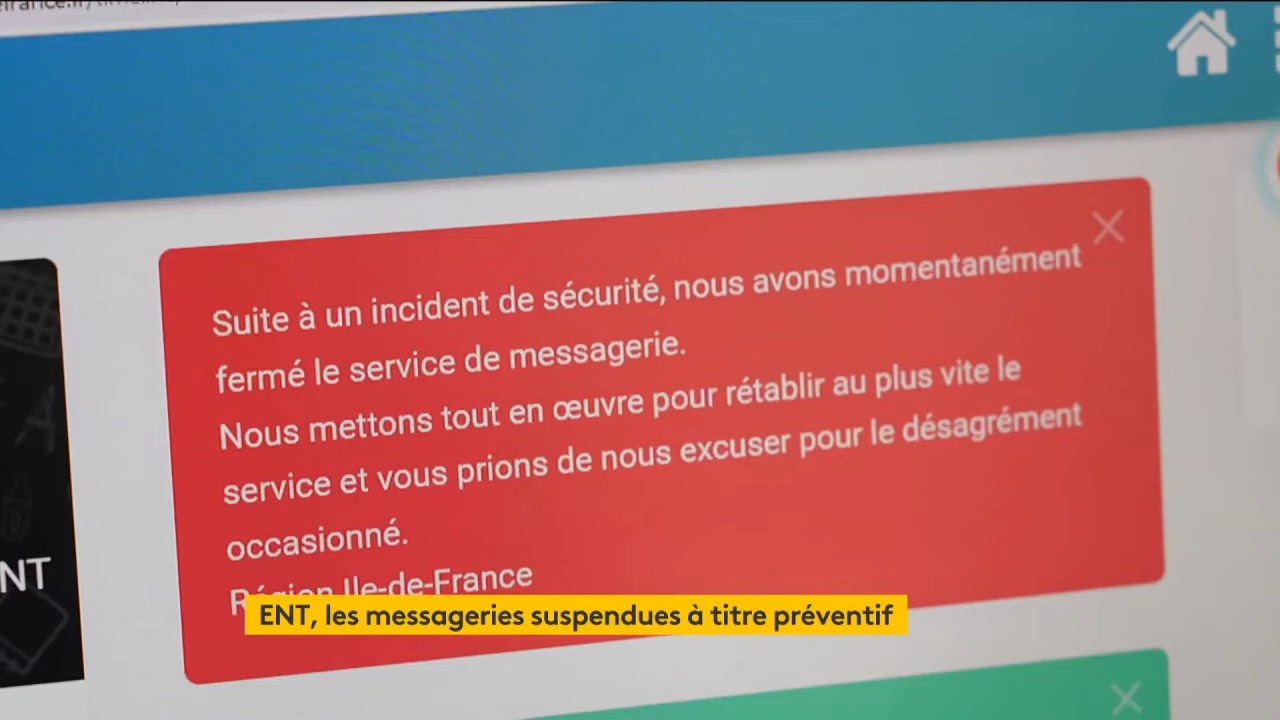 Suite à un incident de sécurité, nous avons momentanément
fermé le service de messagerie.
Nous mettons tout en œuvre pour rétablir au plus vite le
service et vous prions de nous excuser pour le désagrément
occasionné.
Région Ile-de-France
NT
ENT, les messageries suspendues à titre préventif